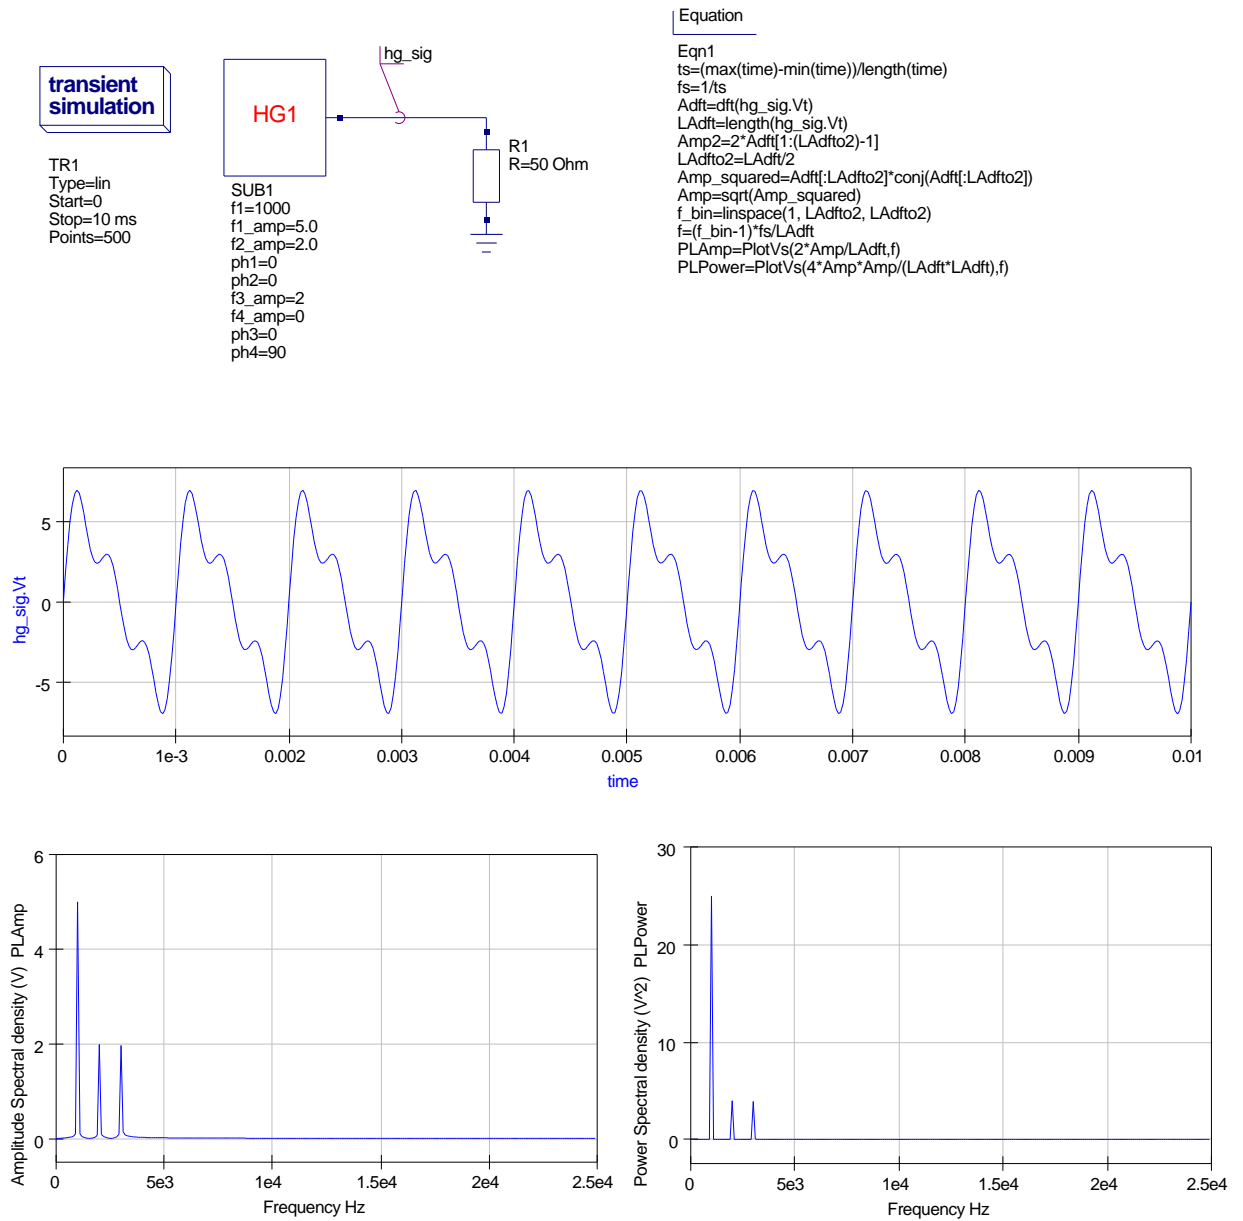 transient
simulation
TR1
Type=lin
Start=0
Stop=10 ms
Points=500
HG1
SUB1
f1=1000
f1_amp=5.0
f2_amp=2.0
ph1=0
ph2=0
f3_amp=2
f4_amp=0
ph3=0
ph4=90
hg_sig
R1
R=50 Ohm
Equation
Eqn1
ts=(max(time)-min(time))/length(time)
fs=1/ts
Adft=dft(hg_sig.Vt)
LAdft=length(hg_sig.Vt)
Amp2=2*Adft[1:(LAdfto2)-1]
LAdfto2=LAdft/2
Amp_squared=Adft[:LAdfto2]*conj(Adft[:LAdfto2])
Amp=sqrt(Amp_squared)
f_bin=linspace(1, LAdfto2, LAdfto2)
f=(f_bin-1)*fs/LAdft
PLAmp=PlotVs(2*Amp/LAdft,f)
PLPower=PlotVs(4*Amp*Amp/(LAdft*LAdft),f)
hg_sig.Vt
5
0
-5
0 1e-3 0.002 0.003 0.004 0.005 0.006 0.007 0.008 0.009 0.01
time
Amplitude Spectral density (V) PLAmp
6
4
2
0
0 5e3 1e4 1.5e4 2e4 2.5e4
Frequency Hz
Power Spectral density (V^2) PLPower
30
20
10
0
0 5e3 1e4 1.5e4 2e4 2.5e4
Frequency Hz